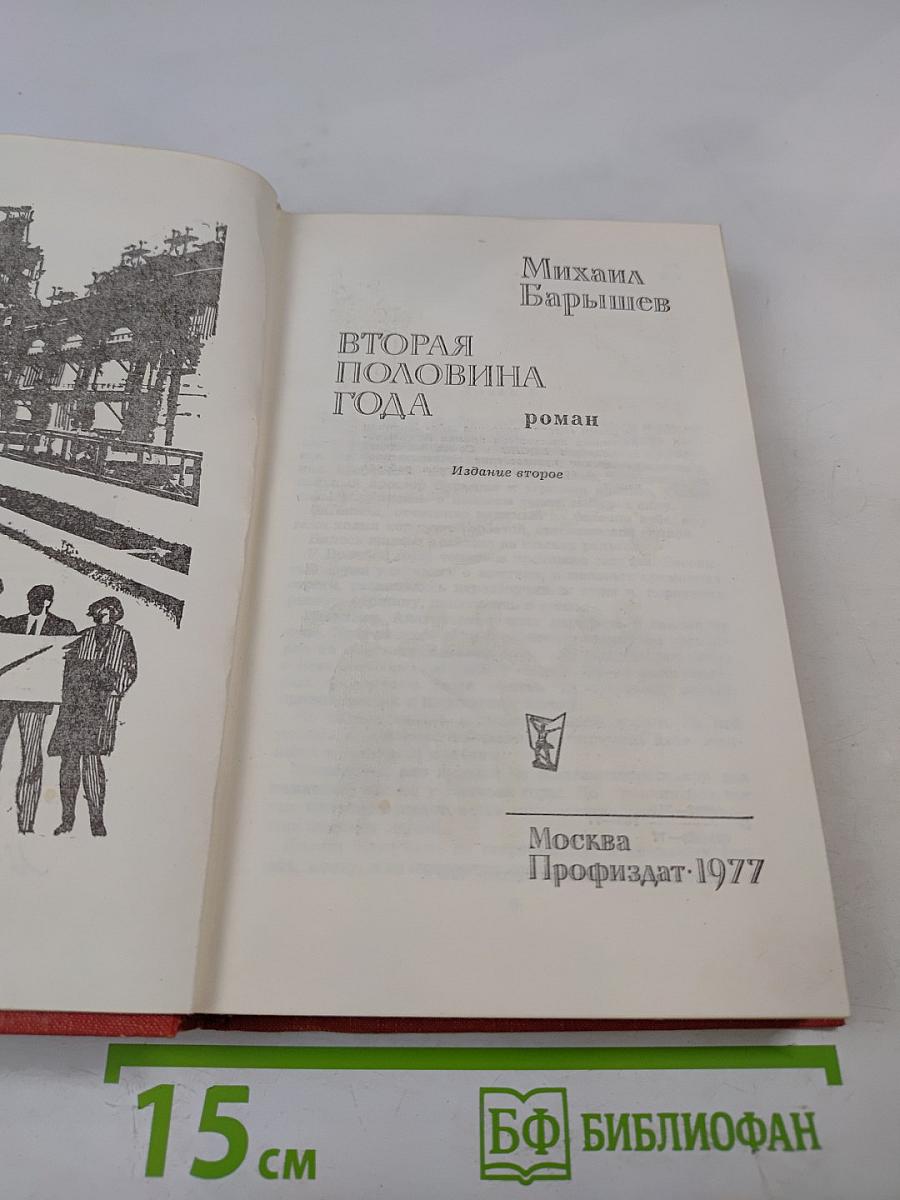 Михаил
Барышев
ВТОРАЯ
ПОЛОВИНА
ГОДА
роман
Издание второе
Москва
Профиздат·1977
15 см
БФ БИБЛИОФАН